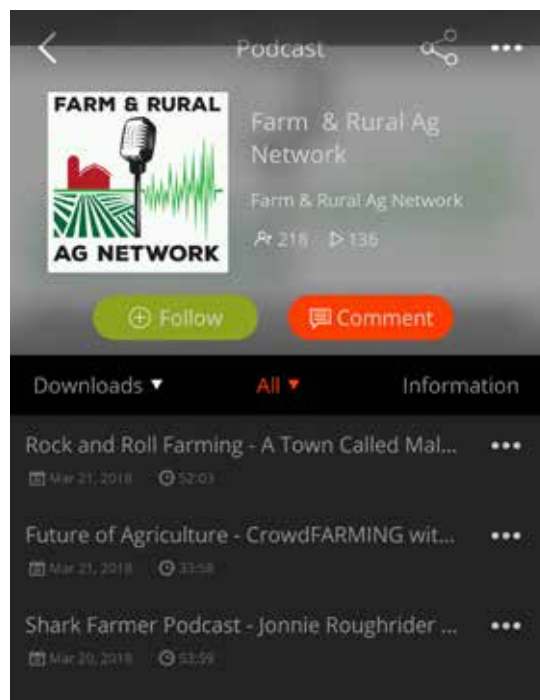 Podcast
FARM & RURAL
AG NETWORK
Farm & Rural Ag
Network
Farm & Rural Ag Network
218 136
Follow
Comment
Downloads All Information
Rock and Roll Farming - A Town Called Mal...
Mar 21, 2018 52:03
Future of Agriculture - CrowdFARMING wit...
Mar 21, 2018 33:58
Shark Farmer Podcast - Jonnie Roughrider ...
Mar 20, 2018 53:59